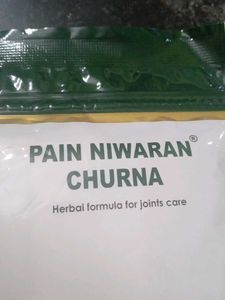 PAIN NIWARAN®
CHURNA
Herbal formula for joints care